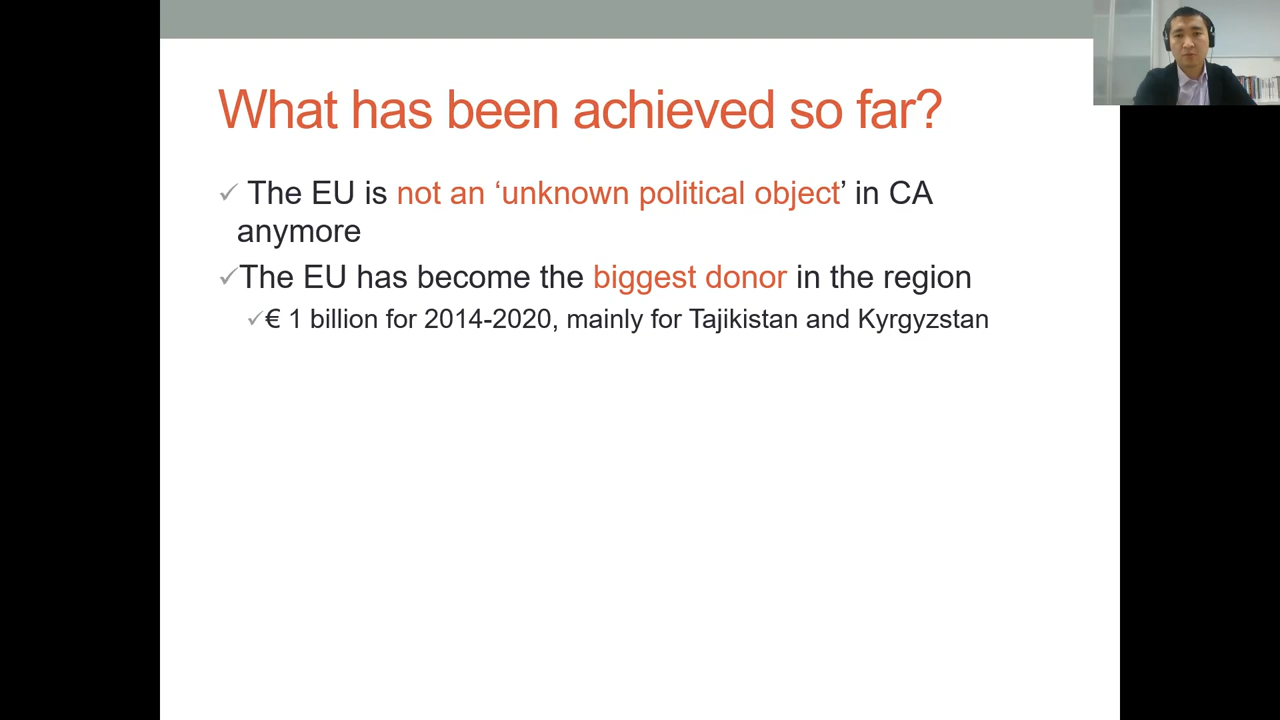 What has been achieved so far?
✓ The EU is not an ‘unknown political object’ in CA
anymore
✓The EU has become the biggest donor in the region
✓€ 1 billion for 2014-2020, mainly for Tajikistan and Kyrgyzstan